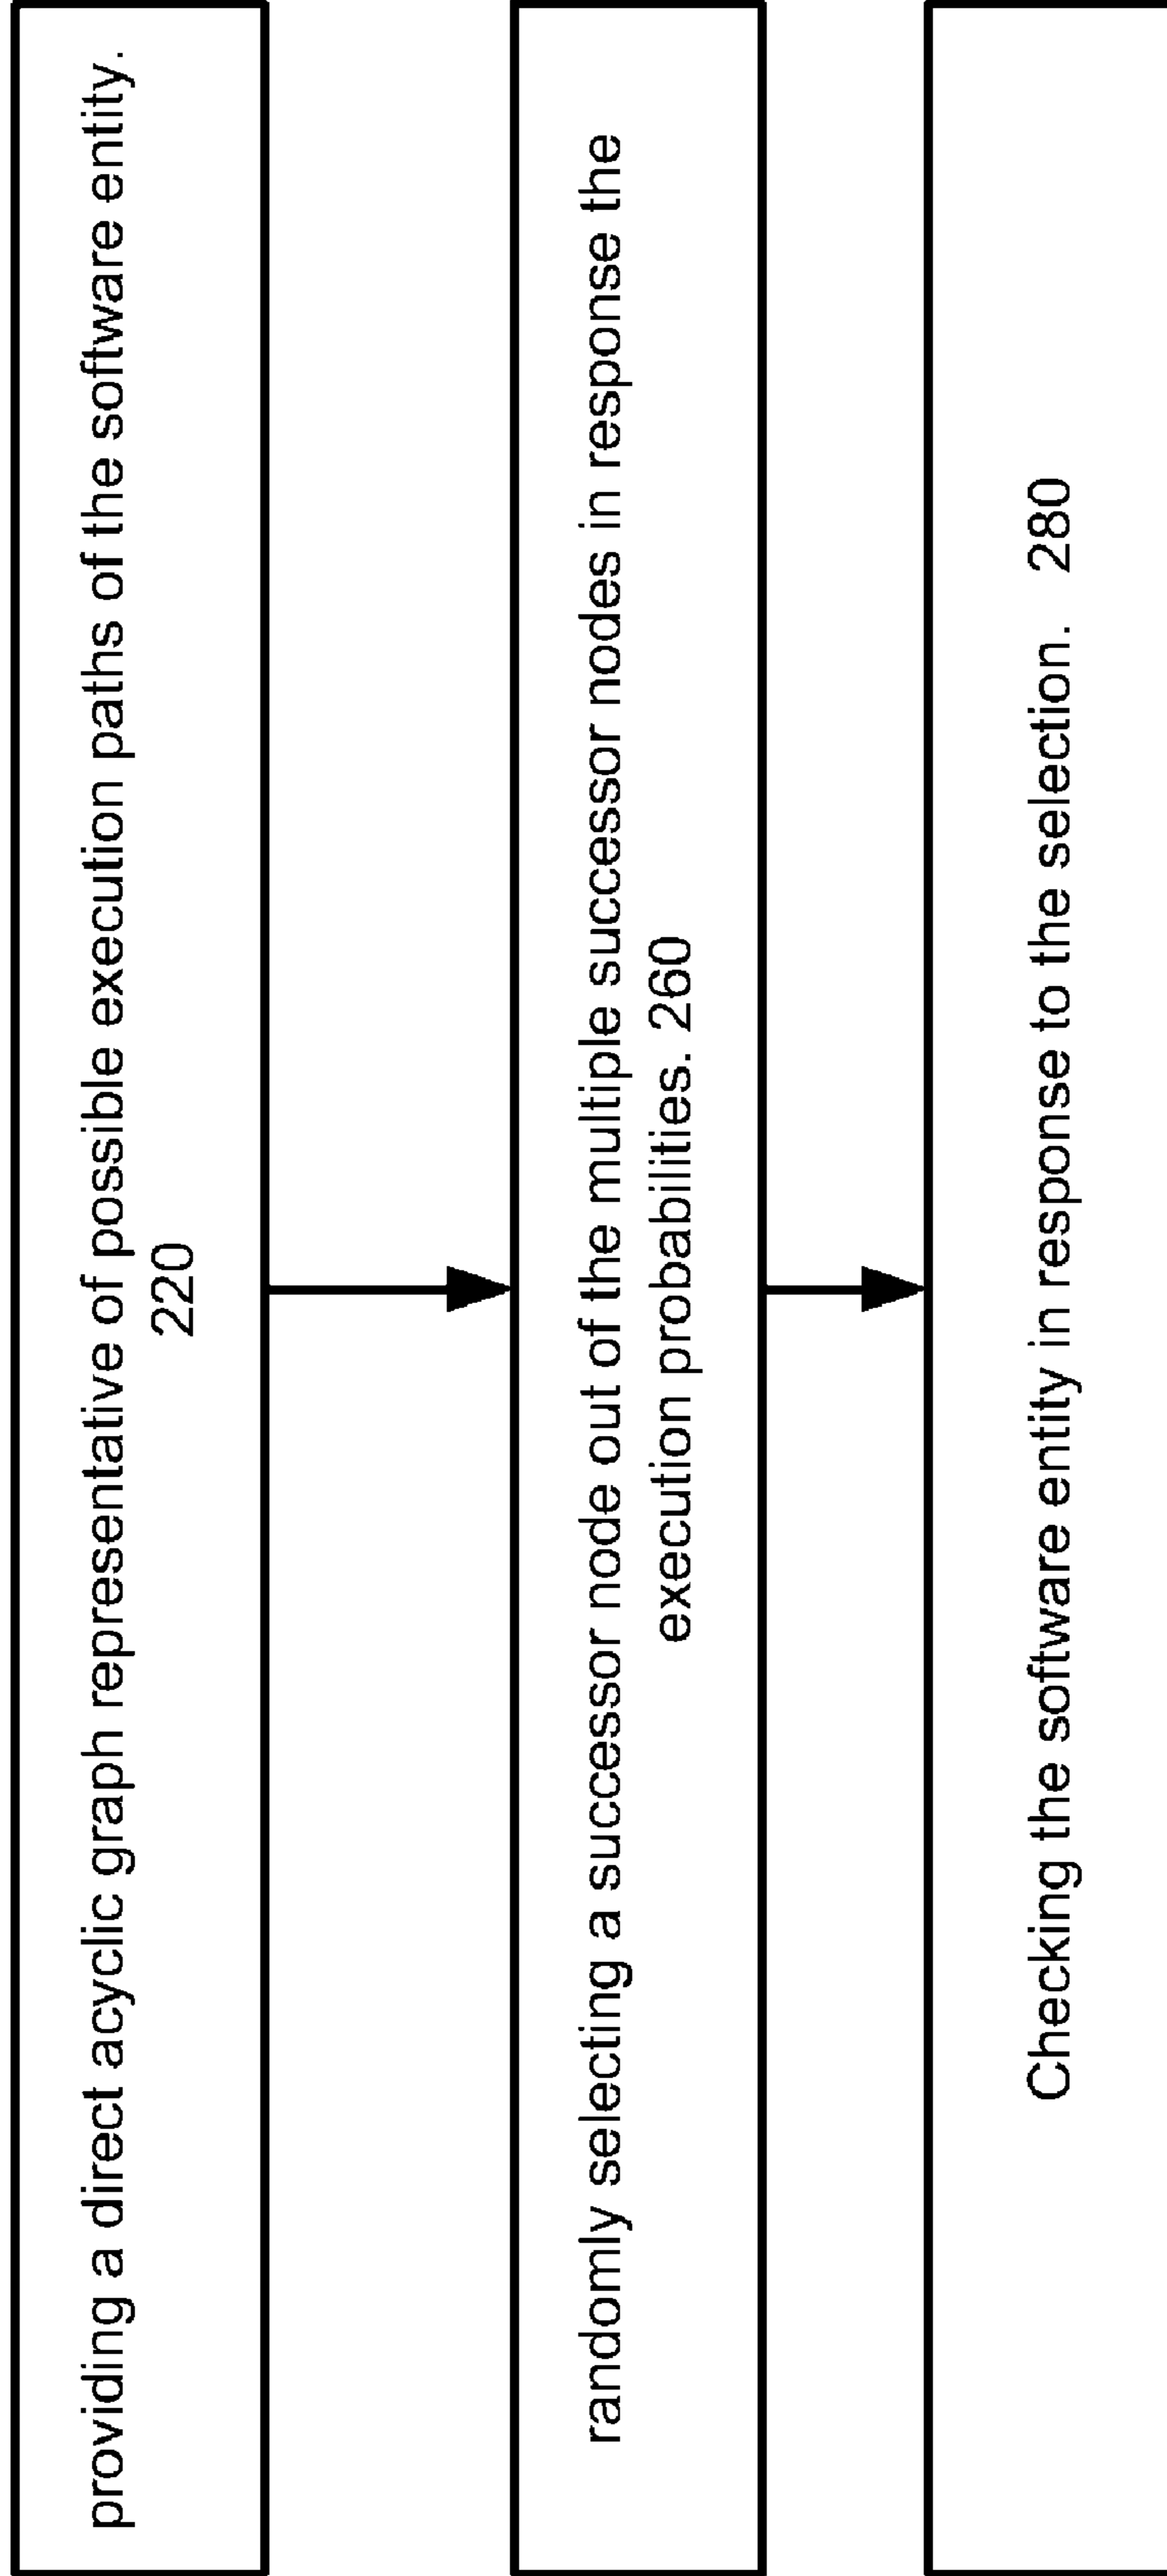 providing a direct acyclic graph representative of possible execution paths of the software entity.
220
randomly selecting a successor node out of the multiple successor nodes in response the
execution probabilities. 260
Checking the software entity in response to the selection. 280